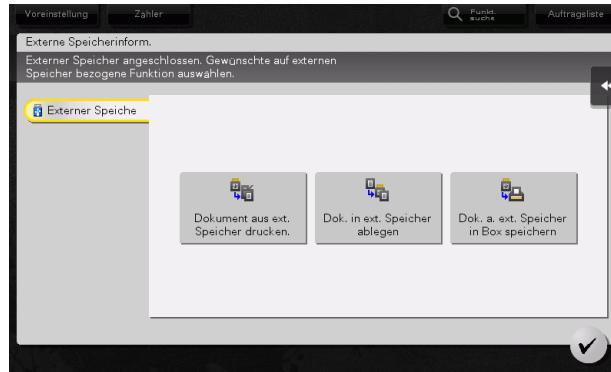 Voreinstellung
Zähler
Funkt.
suche
Auftragsliste
Externe Speicherinform.
Externer Speicher angeschlossen. Gewünschte auf externen
Speicher bezogene Funktion auswählen.
Externer Speiche
Dokument aus ext.
Speicher drucken.
Dok. in ext. Speicher
ablegen
Dok. a. ext. Speicher
in Box speichern